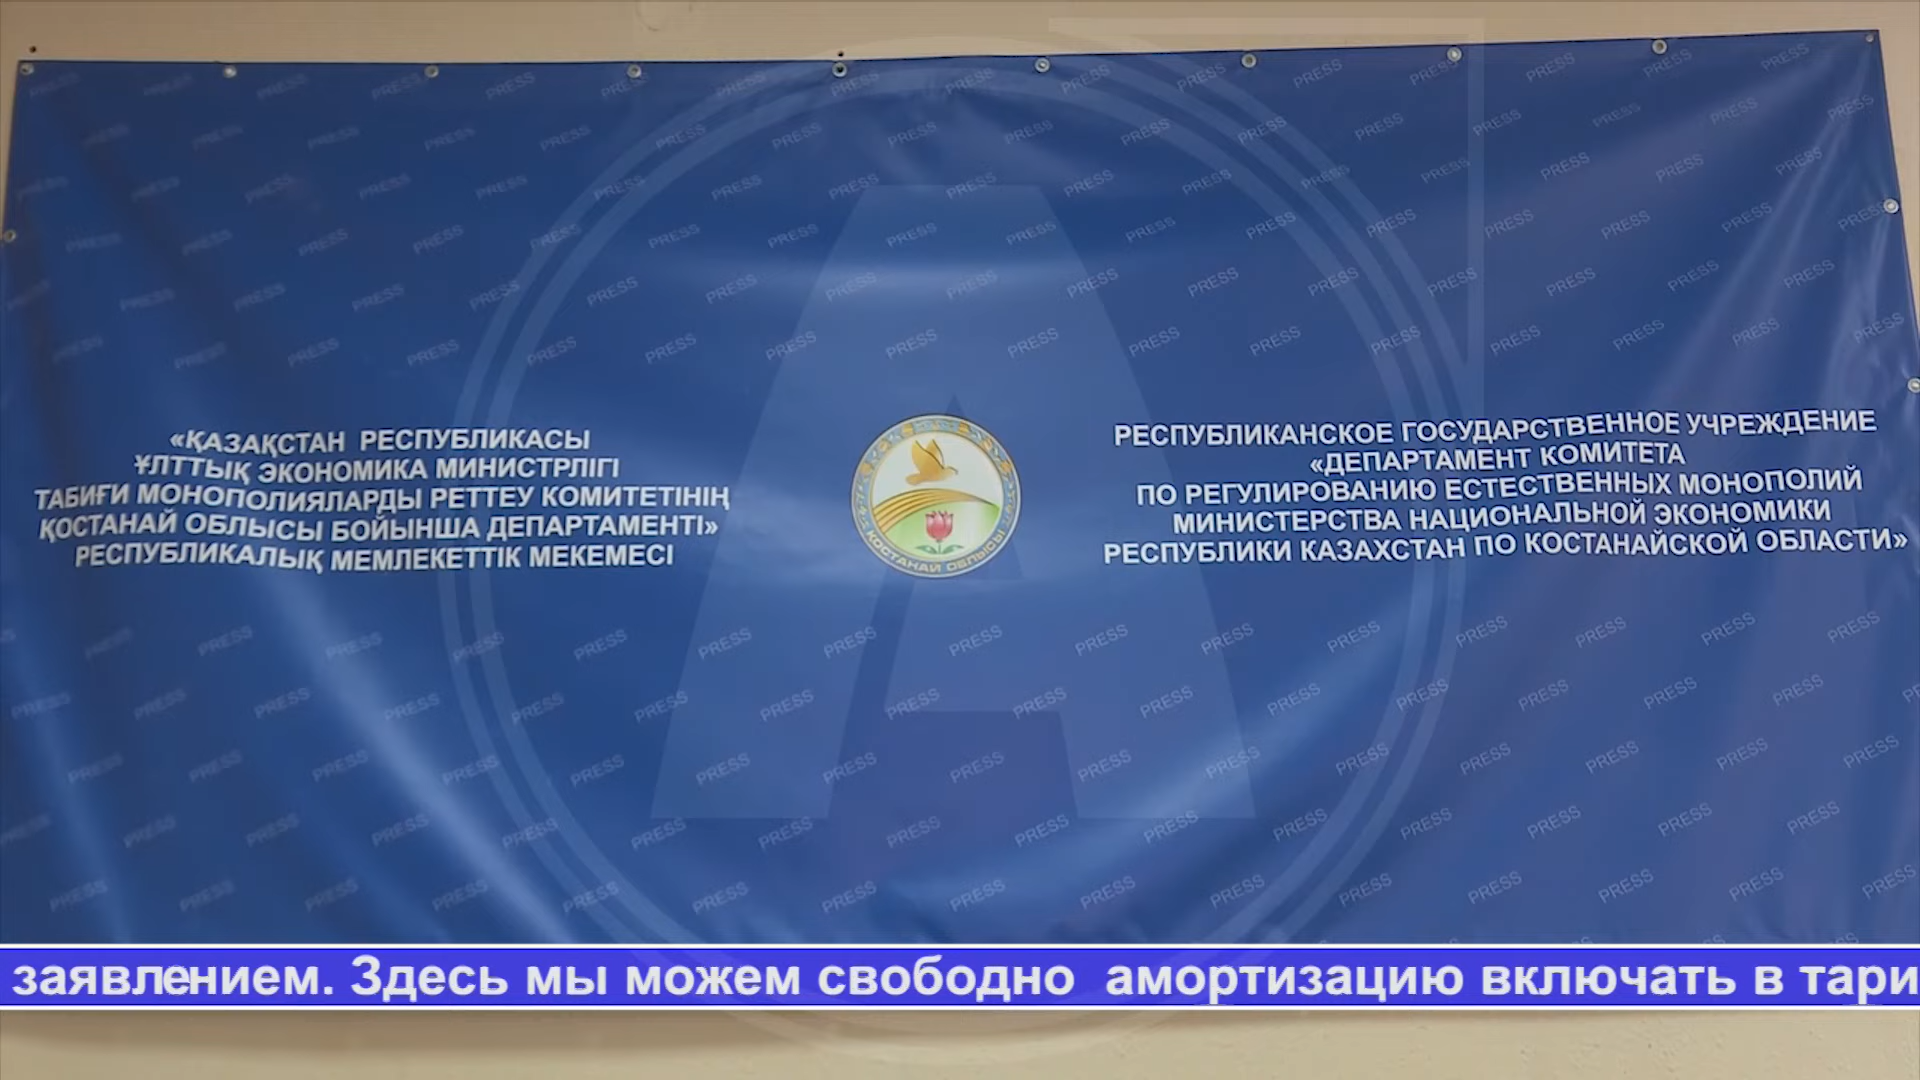 «ҚАЗАҚСТАН РЕСПУБЛИКАСЫ
ҰЛТТЫҚ ЭКОНОМИКА МИНИСТРЛІГІ
ТАБИҒИ МОНОПОЛИЯЛАРДЫ РЕТТЕУ КОМИТЕТІНІҢ
ҚОСТАНАЙ ОБЛЫСЫ БОЙЫНША ДЕПАРТАМЕНТІ»
РЕСПУБЛИКАЛЫҚ МЕМЛЕКЕТТІК МЕКЕМЕСІ
ҚОСТАНАЙ ОБЛЫСЫ
РЕСПУБЛИКАНСКОЕ ГОСУДАРСТВЕННОЕ УЧРЕЖДЕНИЕ
«ДЕПАРТАМЕНТ КОМИТЕТА
ПО РЕГУЛИРОВАНИЮ ЕСТЕСТВЕННЫХ МОНОПОЛИЙ
МИНИСТЕРСТВА НАЦИОНАЛЬНОЙ ЭКОНОМИКИ
РЕСПУБЛИКИ КАЗАХСТАН ПО КОСТАНАЙСКОЙ ОБЛАСТИ»
PRESS
заявлением. Здесь мы можем свободно амортизацию включать в тари